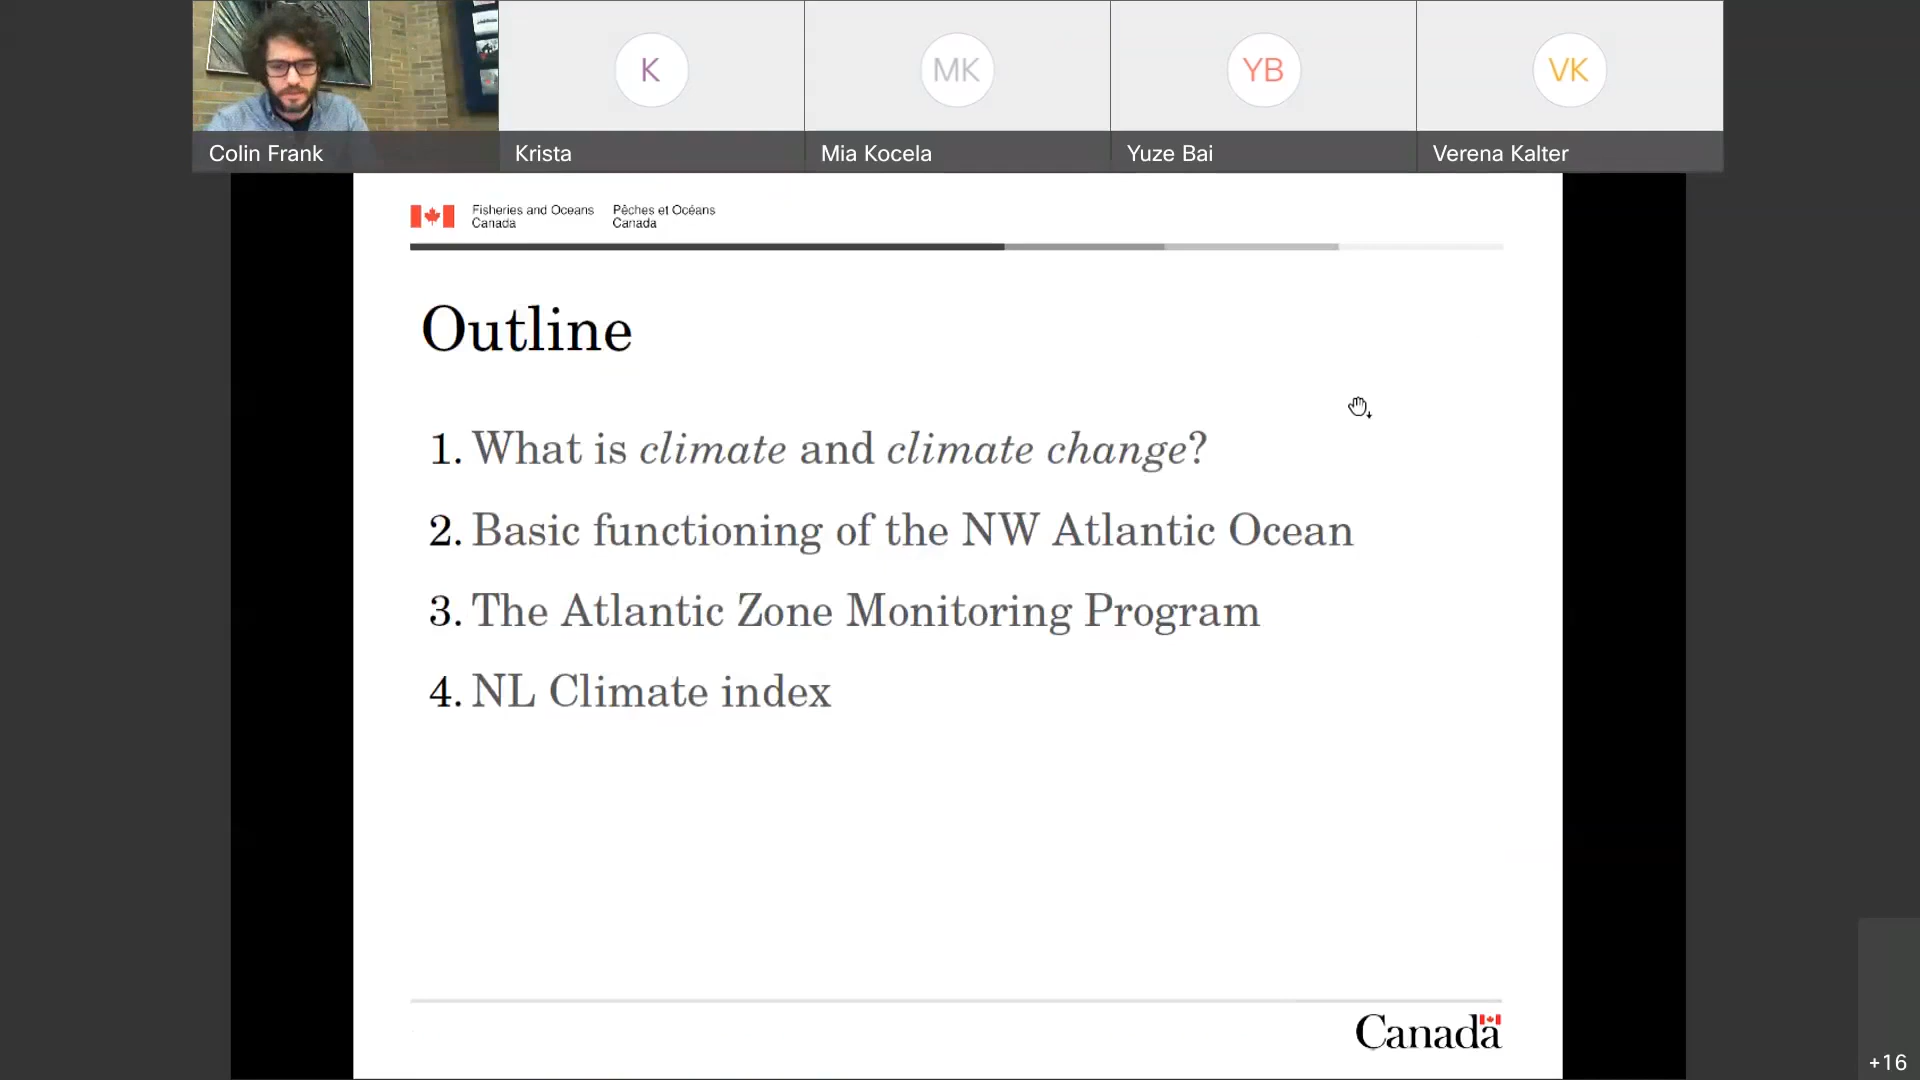 K
MK
YB
VK
Colin Frank
Krista
Mia Kocela
Yuze Bai
Verena Kalter
Fisheries and Oceans Canada
Pêches et Océans Canada
Outline
1. What is climate and climate change?
2. Basic functioning of the NW Atlantic Ocean
3. The Atlantic Zone Monitoring Program
4. NL Climate index
Canada
+16